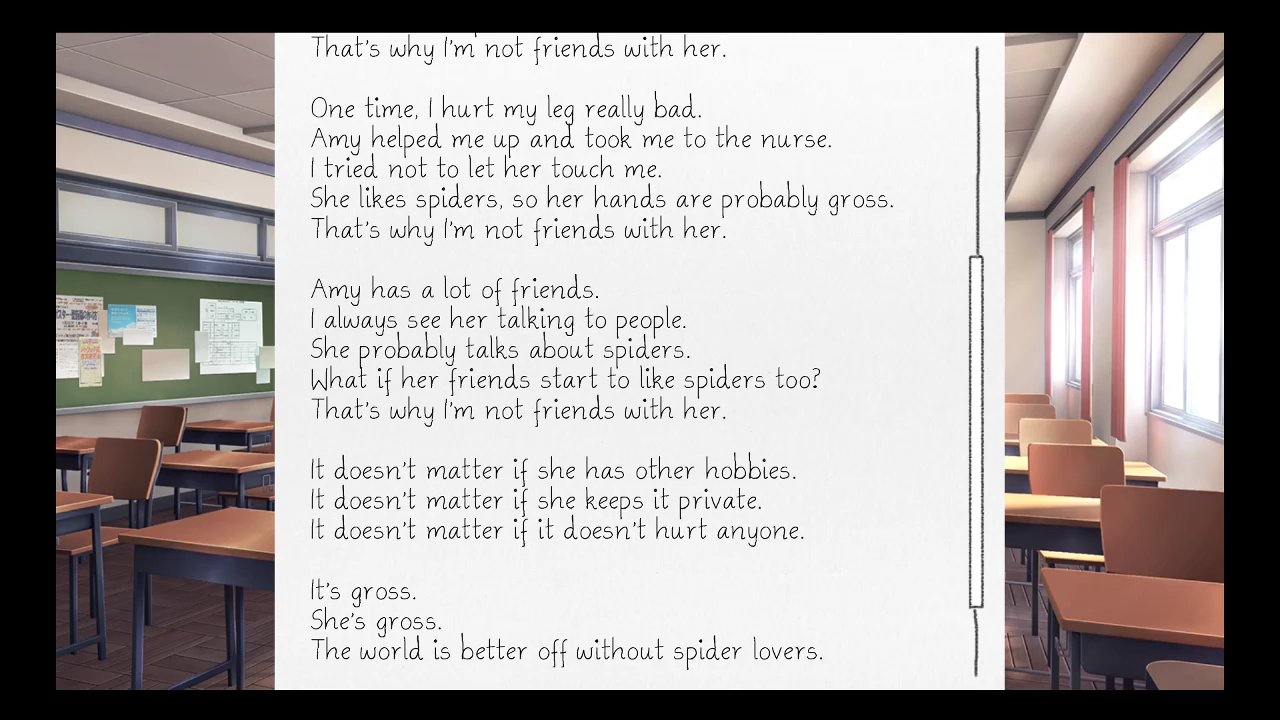 That's why I'm not friends with her.
One time, I hurt my leg really bad.
Amy helped me up and took me to the nurse.
I tried not to let her touch me.
She likes spiders, so her hands are probably gross.
That's why I'm not friends with her.
Amy has a lot of friends.
I always see her talking to people.
She probably talks about spiders.
What if her friends start to like spiders too?
That's why I'm not friends with her.
It doesn't matter if she has other hobbies.
It doesn't matter if she keeps it private.
It doesn't matter if it doesn't hurt anyone.
It's gross.
She's gross.
The world is better off without spider lovers.